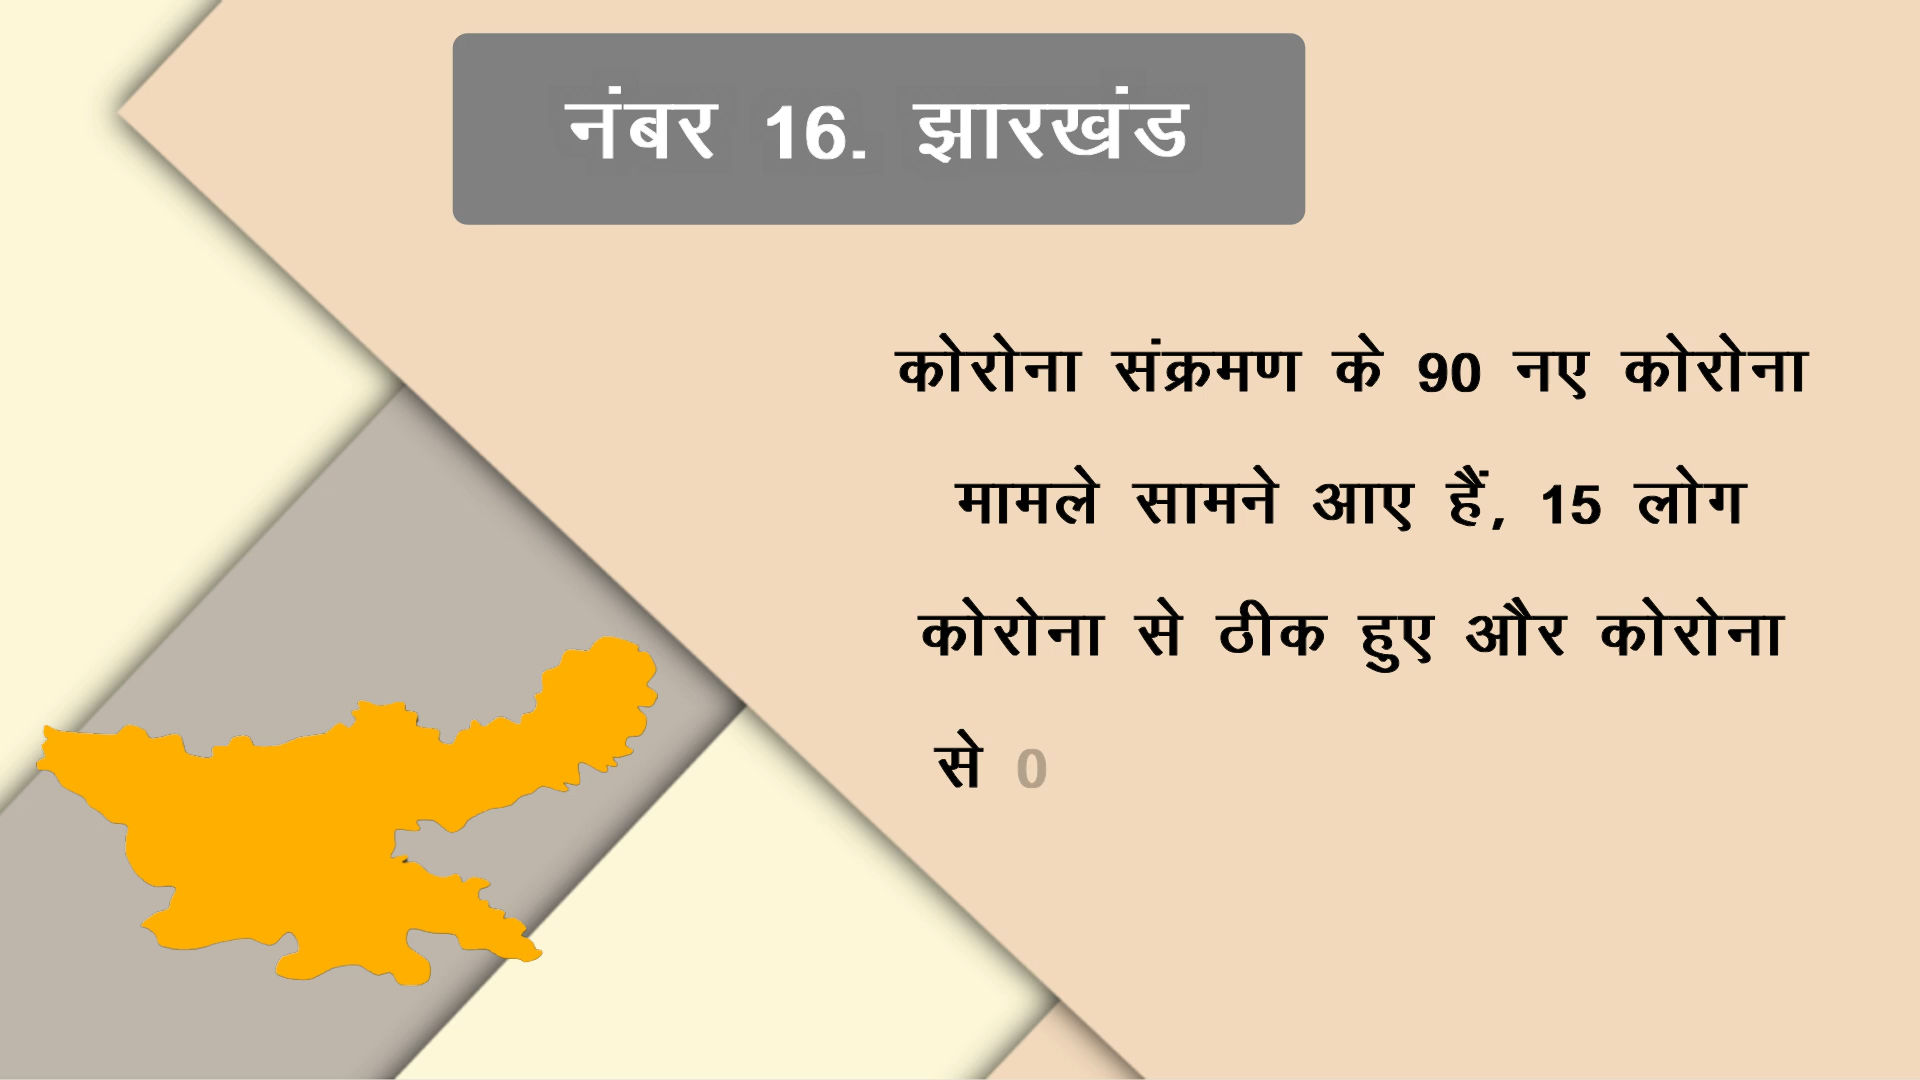 नंबर 16. झारखंड
कोरोना संक्रमण के 90 नए कोरोना
मामले सामने आए हैं, 15 लोग
कोरोना से ठीक हुए और कोरोना
से 0